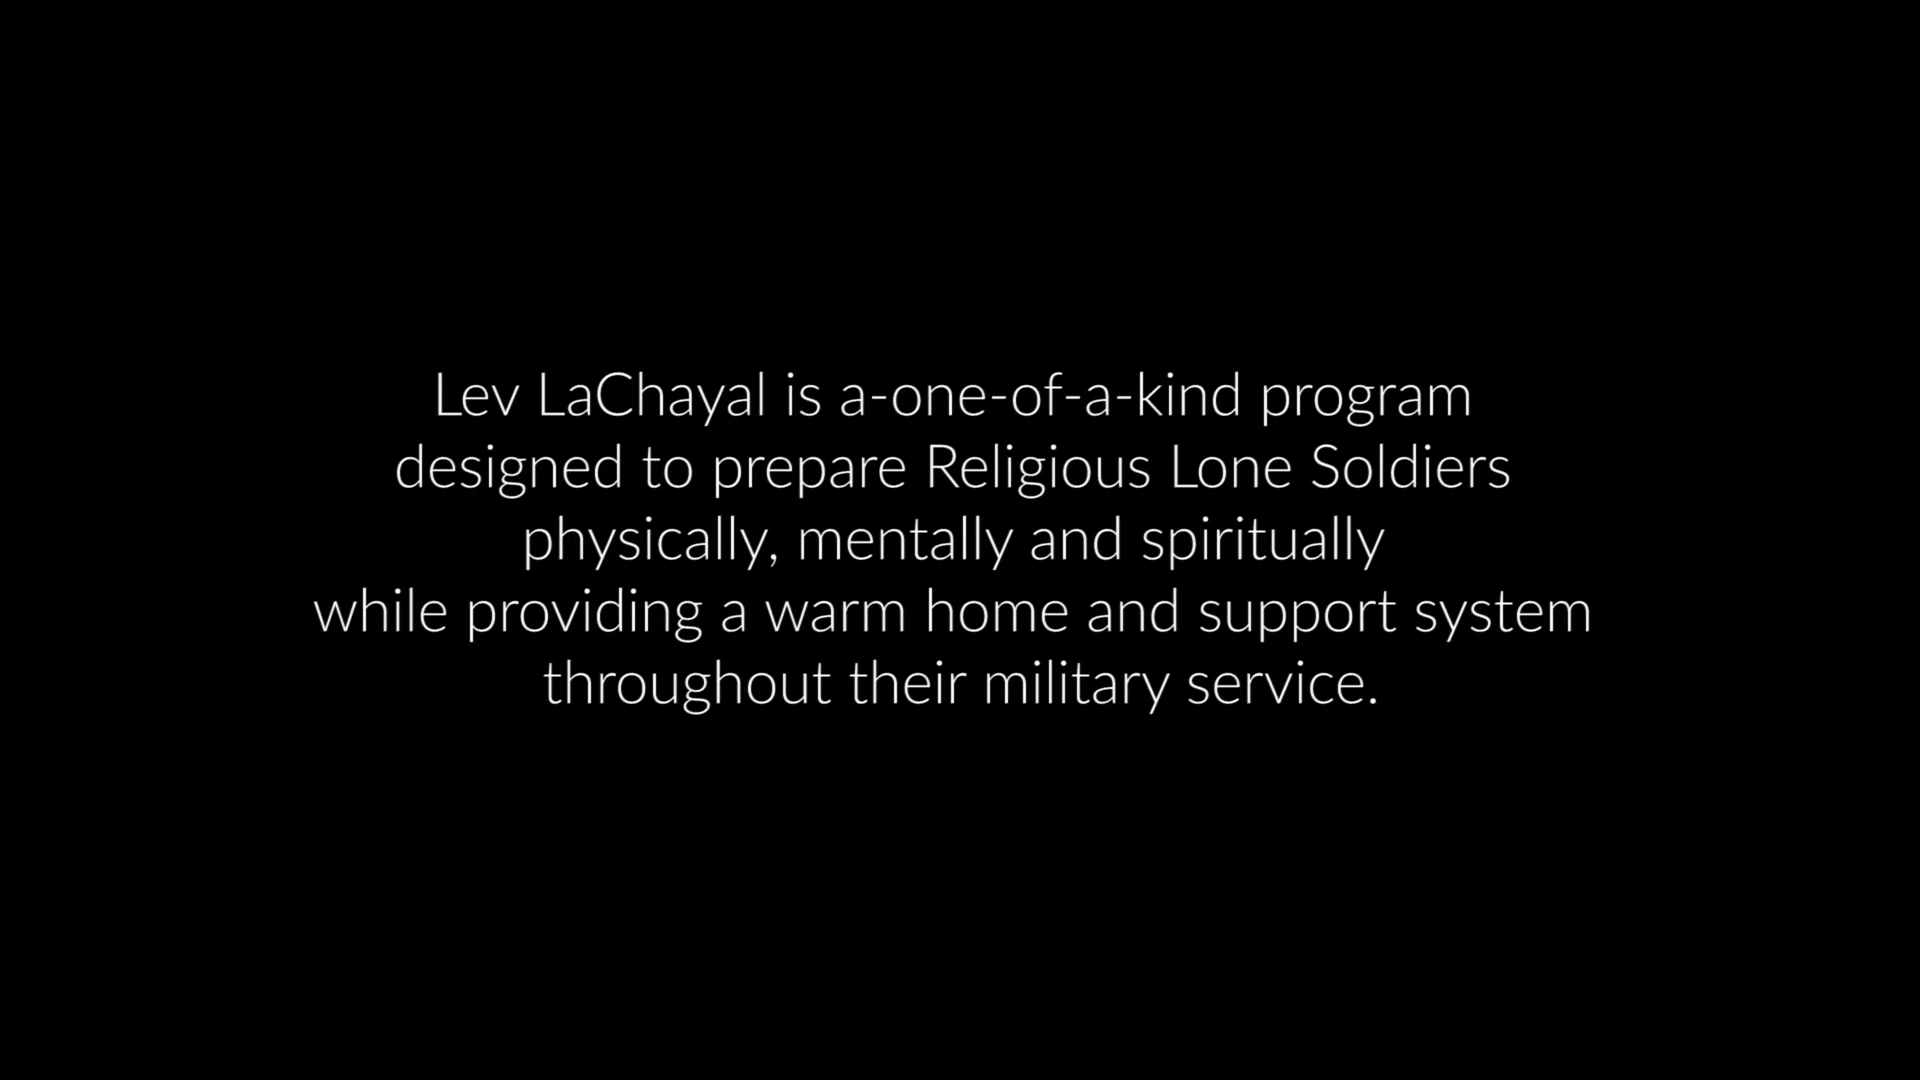 Lev LaChayal is a-one-of-a-kind program
designed to prepare Religious Lone Soldiers
physically, mentally and spiritually
while providing a warm home and support system
throughout their military service.